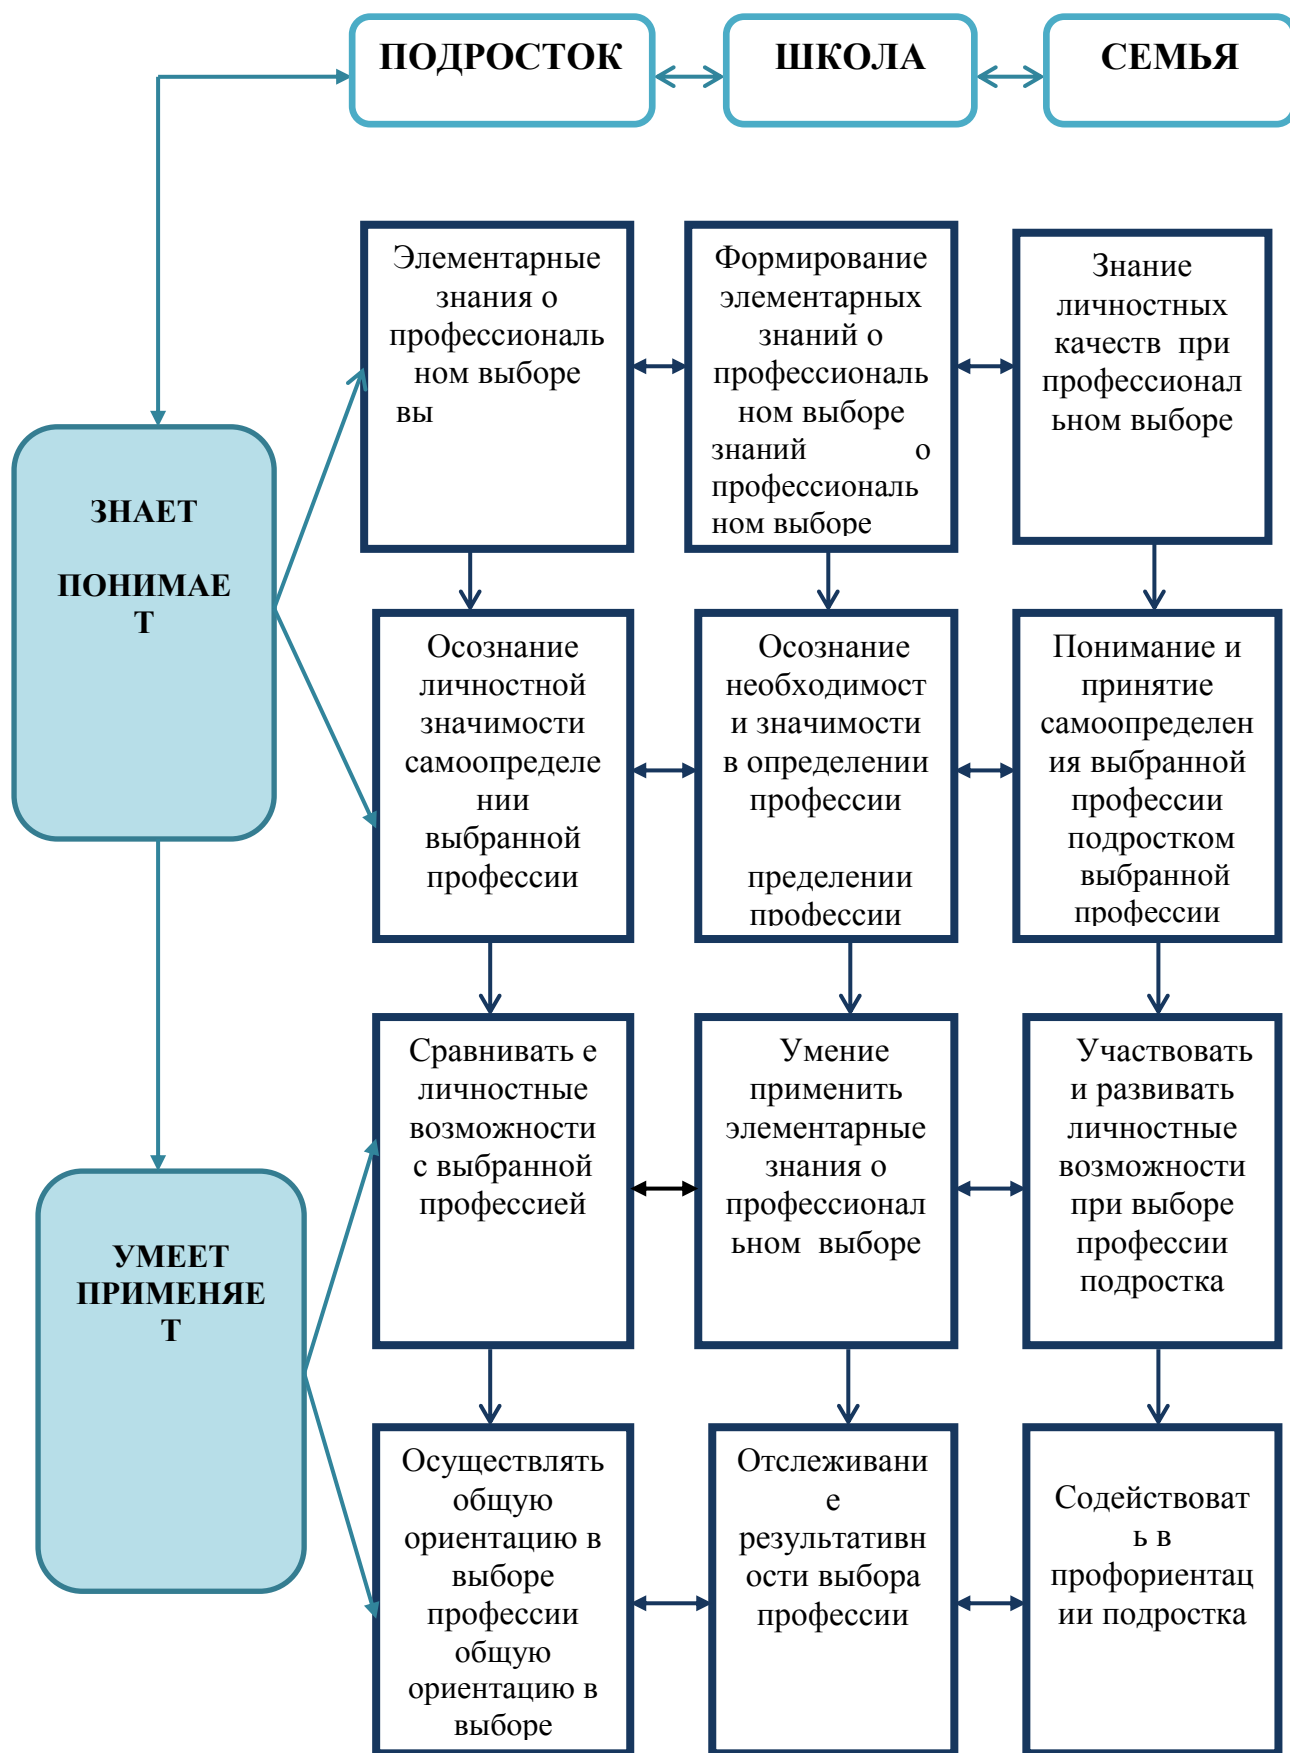 ПОДРОСТОК
ШКОЛА
СЕМЬЯ
Элементарные
знания о
профессиональ
ном выборе
вы
Формирование
элементарных
знаний о
профессиональ
ном выборе
знаний о
профессиональ
ном выборе
Знание
личностных
качеств при
профессионал
ьном выборе
ЗНАЕТ
ПОНИМАЕ
Т
Осознание
личностной
значимости
самоопределе
нии
выбранной
профессии
Осознание
необходимост
и значимости
в определении
профессии
пределении
профессии
Понимание и
принятие
самоопределен
ия выбранной
профессии
подростком
выбранной
профессии
Сравнивать е
личностные
возможности
с выбранной
профессией
Умение
применить
элементарные
знания о
профессионал
ьном выборе
Участвовать
и развивать
личностные
возможности
при выборе
профессии
подростка
УМЕЕТ
ПРИМЕНЯЕ
Т
Осуществлять
общую
ориентацию в
выборе
профессии
общую
ориентацию в
выборе
Отслеживани
е
результативн
ости выбора
профессии
Содействоват
ь в
профориентац
ии подростка